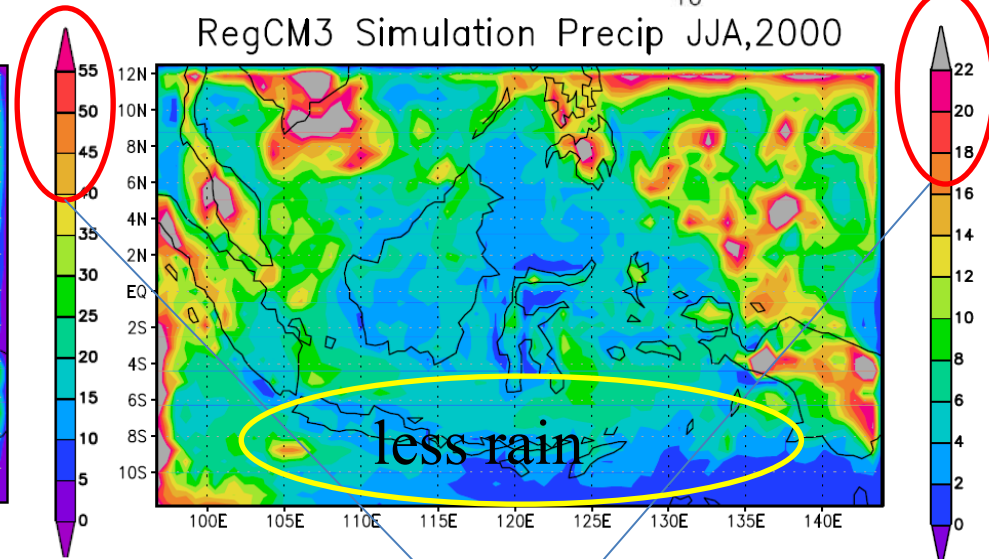 10
RegCM3 Simulation Precip JJA,2000
55
50
45
40
35
30
25
20
15
10
5
0
12N
10N
8N
6N
4N
2N
EQ
2S
4S
6S
8S
10S
less rain
100E 105E 110E 115E 120E 125E 130E 135E 140E
22
20
18
16
14
12
10
8
6
4
2
0